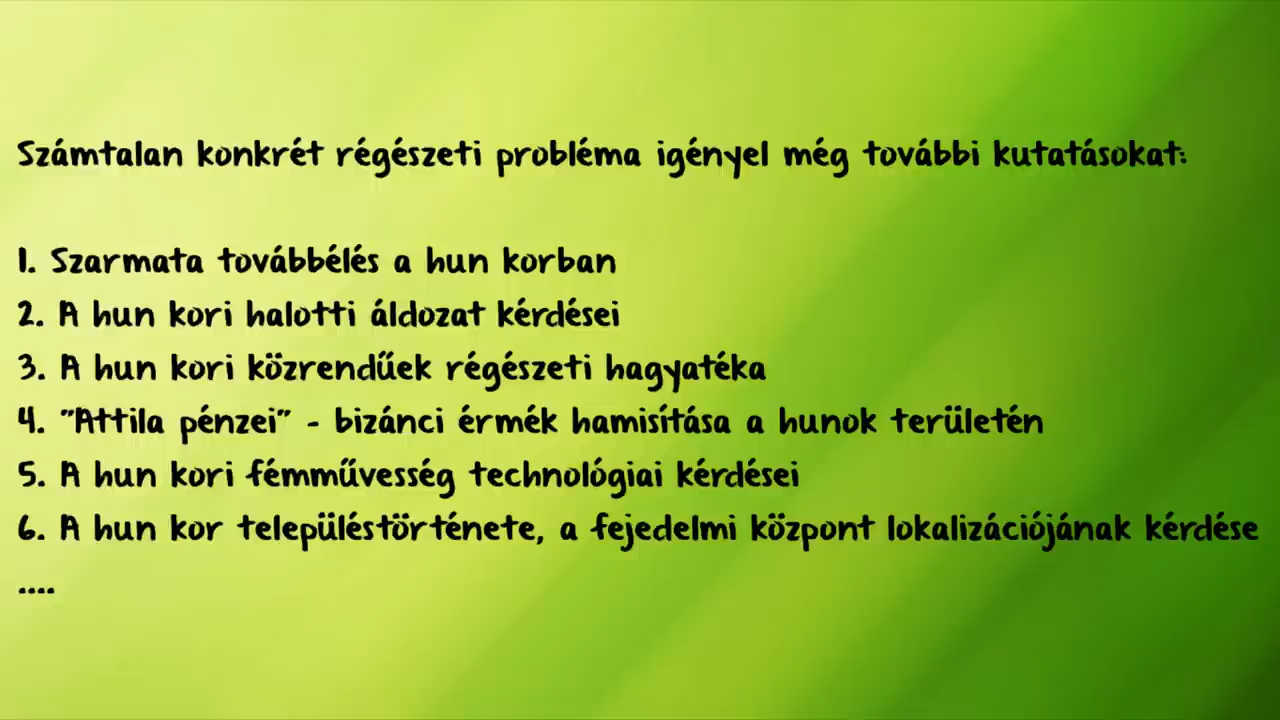 Számtalan konkrét régészeti probléma igényel még további kutatásokat:
1. Szarmata továbbélés a hun korban
2. A hun kori halotti áldozat kérdései
3. A hun kori közrendűek régészeti hagyatéka
4. "Attila pénzei" - bizánci érmék hamisítása a hunok területén
5. A hun kori fémművesség technológiai kérdései
6. A hun kor településtörténete, a fejedelmi központ lokalizációjának kérdése
....